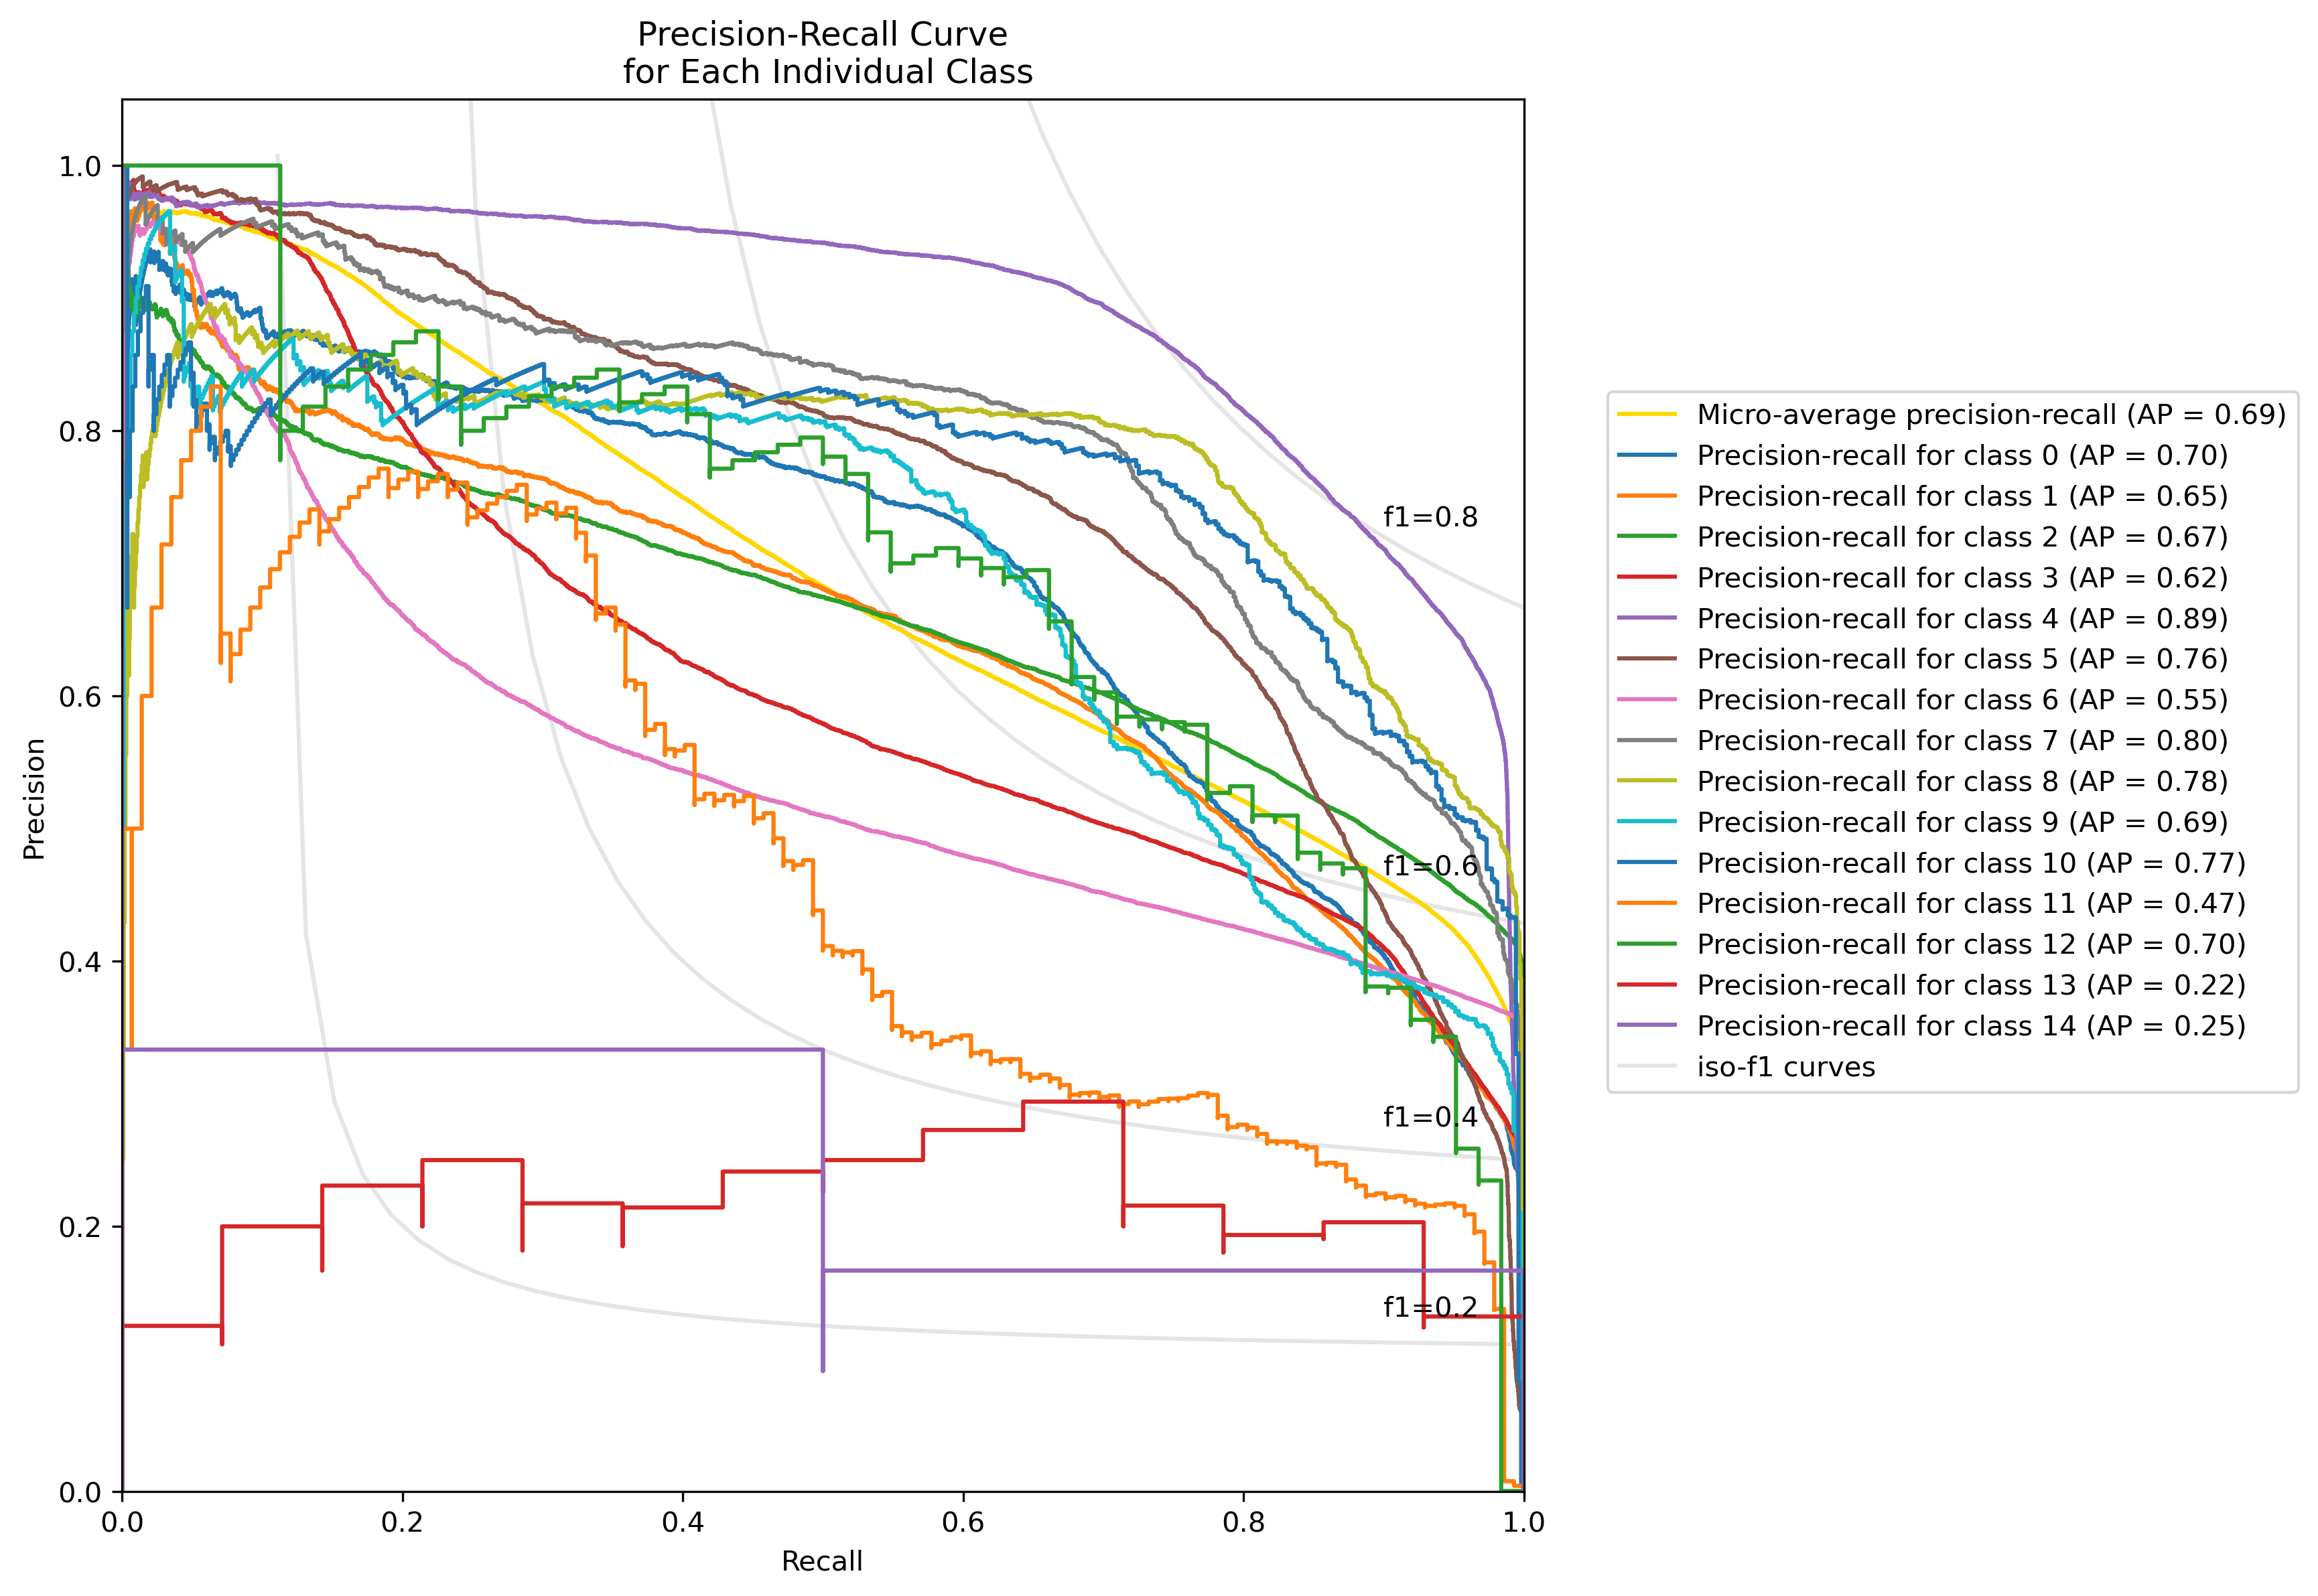 Precision-Recall Curve
for Each Individual Class
1.0
0.8
0.6
0.4
0.2
0.0
Precision
0.0 0.2 0.4 0.6 0.8 1.0
Recall
f1=0.8
f1=0.6
f1=0.4
f1=0.2
Micro-average precision-recall (AP = 0.69)
Precision-recall for class 0 (AP = 0.70)
Precision-recall for class 1 (AP = 0.65)
Precision-recall for class 2 (AP = 0.67)
Precision-recall for class 3 (AP = 0.62)
Precision-recall for class 4 (AP = 0.89)
Precision-recall for class 5 (AP = 0.76)
Precision-recall for class 6 (AP = 0.55)
Precision-recall for class 7 (AP = 0.80)
Precision-recall for class 8 (AP = 0.78)
Precision-recall for class 9 (AP = 0.69)
Precision-recall for class 10 (AP = 0.77)
Precision-recall for class 11 (AP = 0.47)
Precision-recall for class 12 (AP = 0.70)
Precision-recall for class 13 (AP = 0.22)
Precision-recall for class 14 (AP = 0.25)
iso-f1 curves